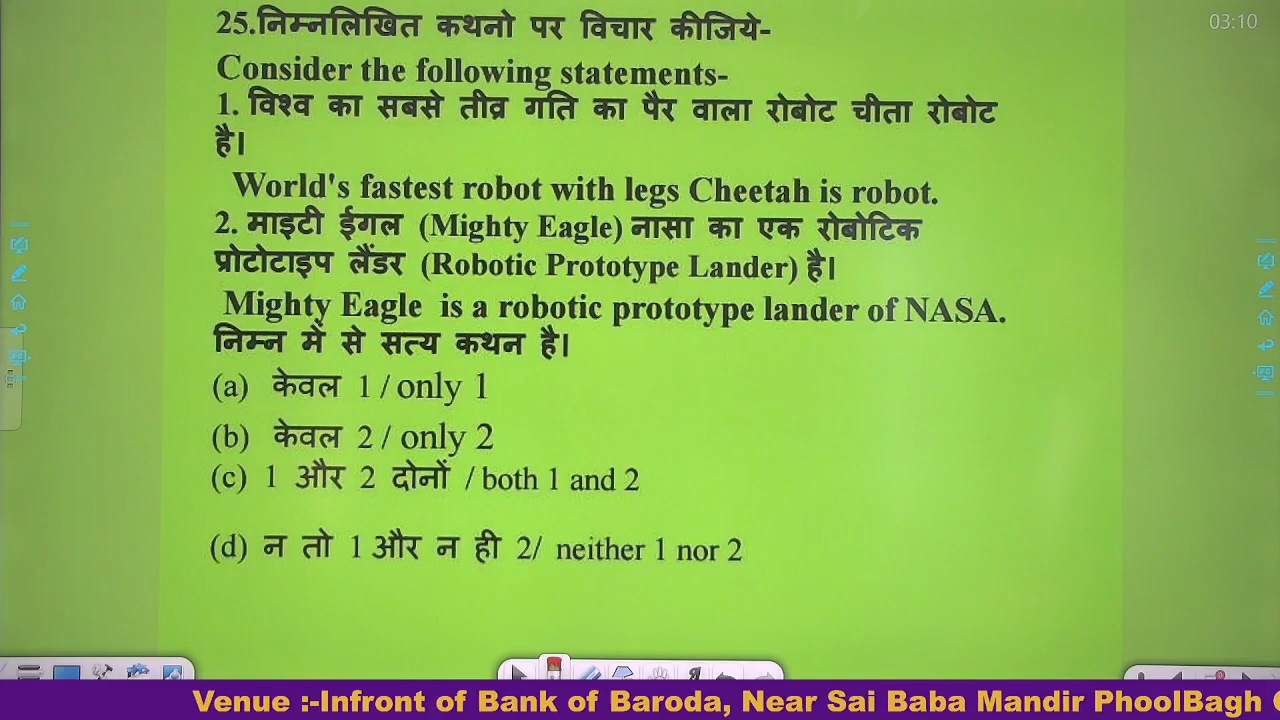 03:10
25.निम्नलिखित कथनो पर विचार कीजिये-
Consider the following statements-
1. विश्व का सबसे तीव्र गति का पैर वाला रोबोट चीता रोबोट
है।
World's fastest robot with legs Cheetah is robot.
2. माइटी ईगल (Mighty Eagle) नासा का एक रोबोटिक
प्रोटोटाइप लैंडर (Robotic Prototype Lander) है।
Mighty Eagle is a robotic prototype lander of NASA.
निम्न में से सत्य कथन है।
(a) केवल 1 / only 1
(b) केवल 2 / only 2
(c) 1 और 2 दोनों / both 1 and 2
(d) न तो 1 और न ही 2/ neither 1 nor 2
Venue :-Infront of Bank of Baroda, Near Sai Baba Mandir PhoolBagh